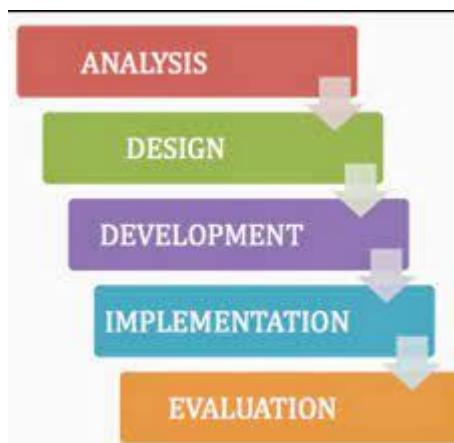 ANALYSIS
DESIGN
DEVELOPMENT
IMPLEMENTATION
EVALUATION